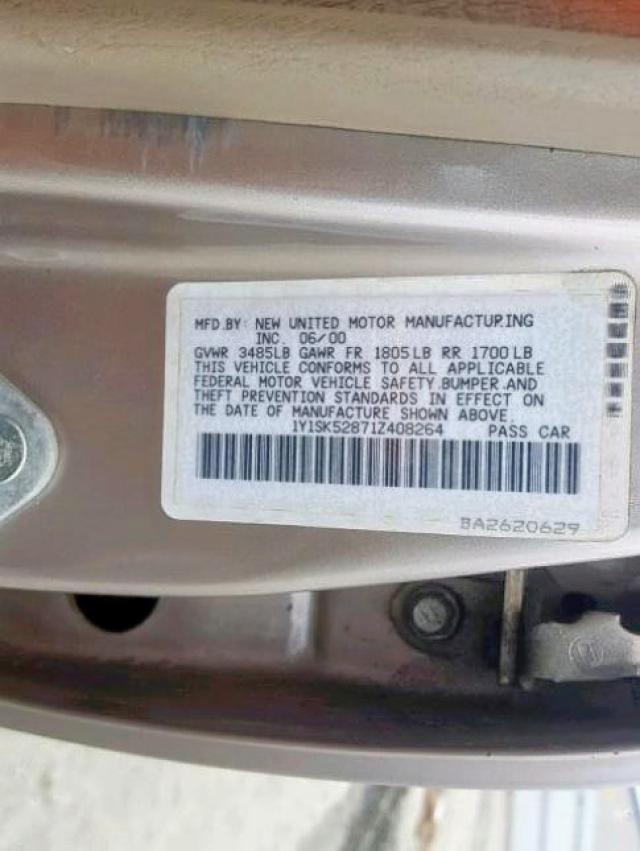 MFD.BY: NEW UNITED MOTOR MANUFACTURING
INC. 06/00
GVWR 3485LB GAWR FR 1805LB RR 1700LB
THIS VEHICLE CONFORMS TO ALL APPLICABLE
FEDERAL MOTOR VEHICLE SAFETY,BUMPER,AND
THEFT PREVENTION STANDARDS IN EFFECT ON
THE DATE OF MANUFACTURE SHOWN ABOVE.
1Y1SK52871Z408264 PASS CAR
BA2620629